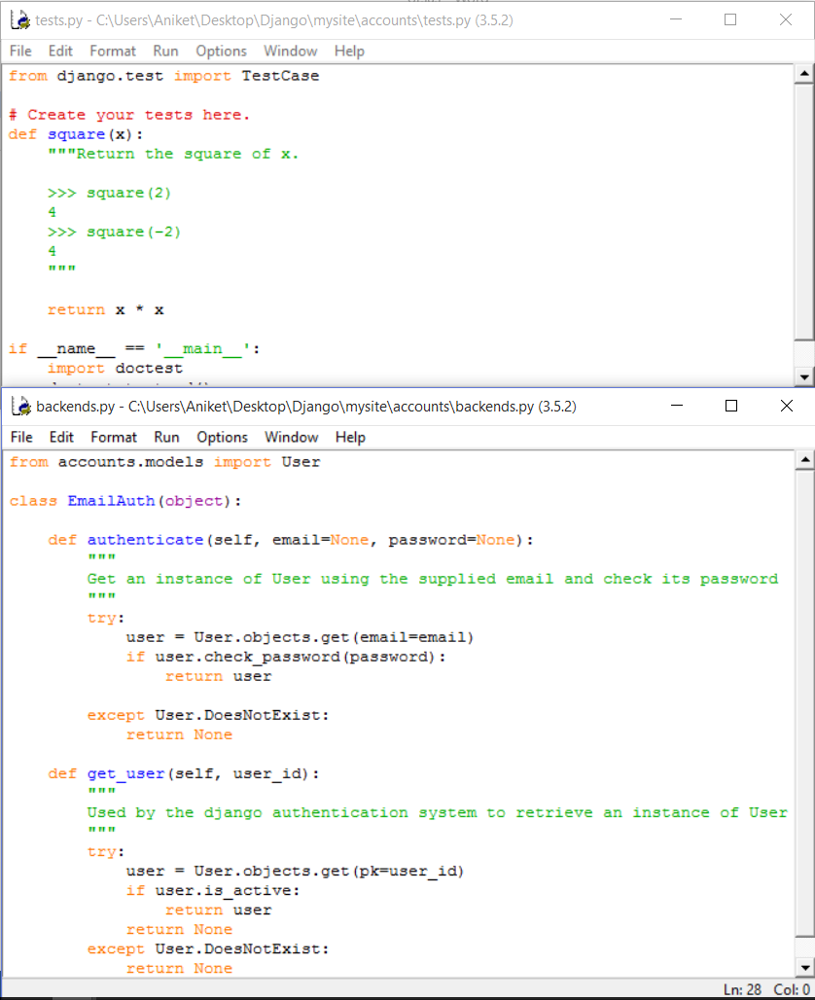 tests.py - C:\Users\Aniket\Desktop\Django\mysite\accounts\tests.py (3.5.2)
File Edit Format Run Options Window Help
from django.test import TestCase
# Create your tests here.
def square(x):
    """Return the square of x.
    >>> square(2)
    4
    >>> square(-2)
    4
    """
    return x * x
if __name__ == '__main__':
    import doctest
backends.py - C:\Users\Aniket\Desktop\Django\mysite\accounts\backends.py (3.5.2)
File Edit Format Run Options Window Help
from accounts.models import User
class EmailAuth(object):
    def authenticate(self, email=None, password=None):
        """
        Get an instance of User using the supplied email and check its password
        """
        try:
            user = User.objects.get(email=email)
            if user.check_password(password):
                return user
        except User.DoesNotExist:
            return None
    def get_user(self, user_id):
        """
        Used by the django authentication system to retrieve an instance of User
        """
        try:
            user = User.objects.get(pk=user_id)
            if user.is_active:
                return user
            return None
        except User.DoesNotExist:
            return None
Ln: 28 Col: 0